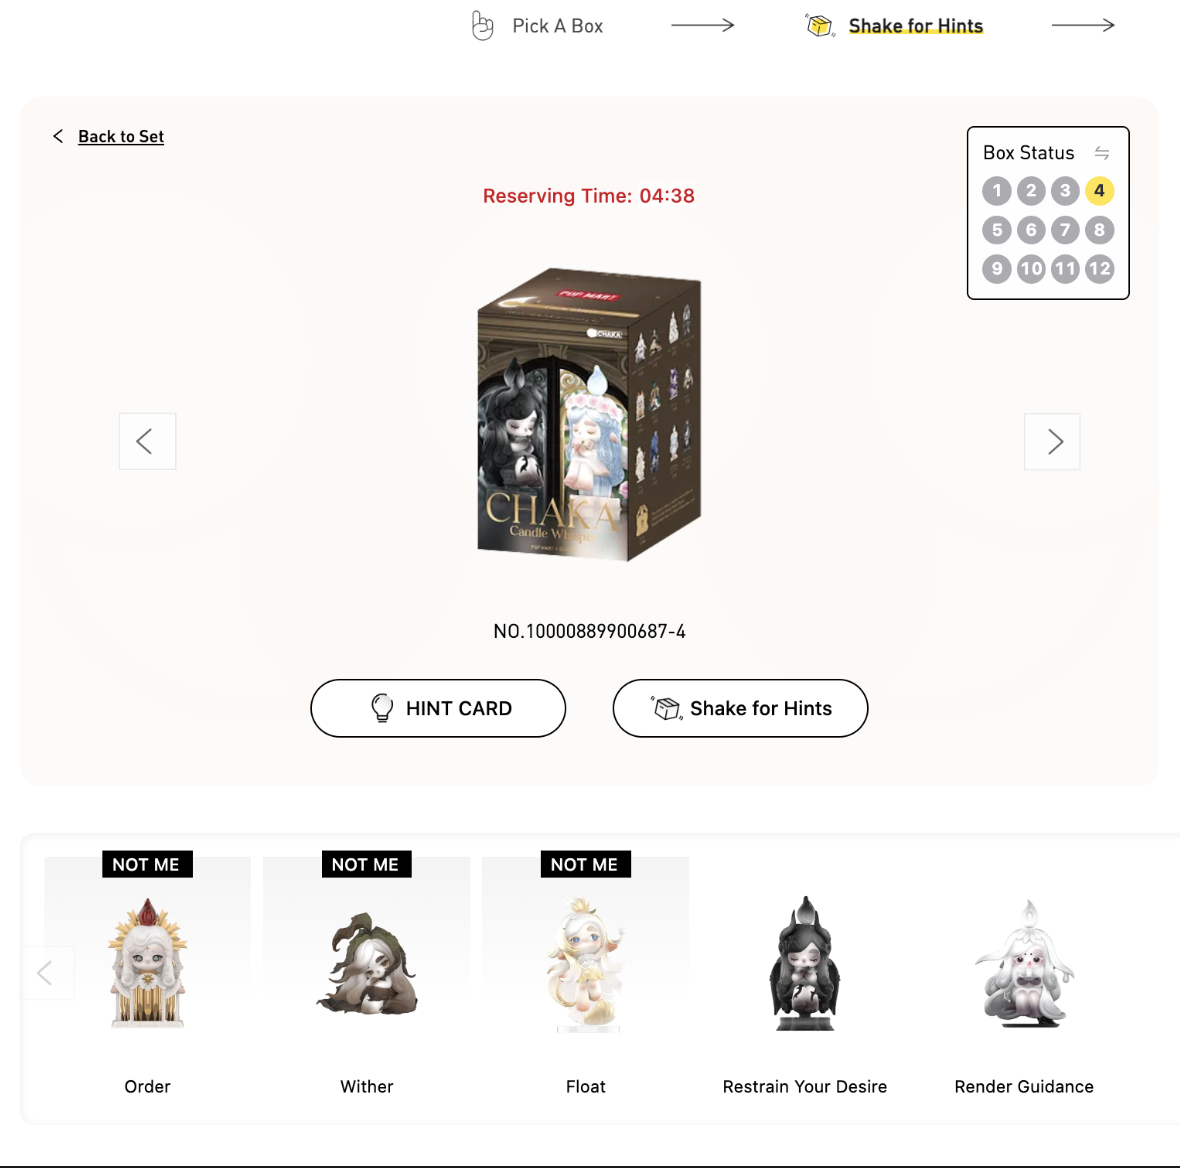 Pick A Box
Shake for Hints
Back to Set
Box Status
1 2 3 4
5 6 7 8
9 10 11 12
Reserving Time: 04:38
POP MART
CHAKA
CHAKA
Candle
POP MART
NO.10000889900687-4
HINT CARD
Shake for Hints
NOT ME
NOT ME
NOT ME
Order
Wither
Float
Restrain Your Desire
Render Guidance